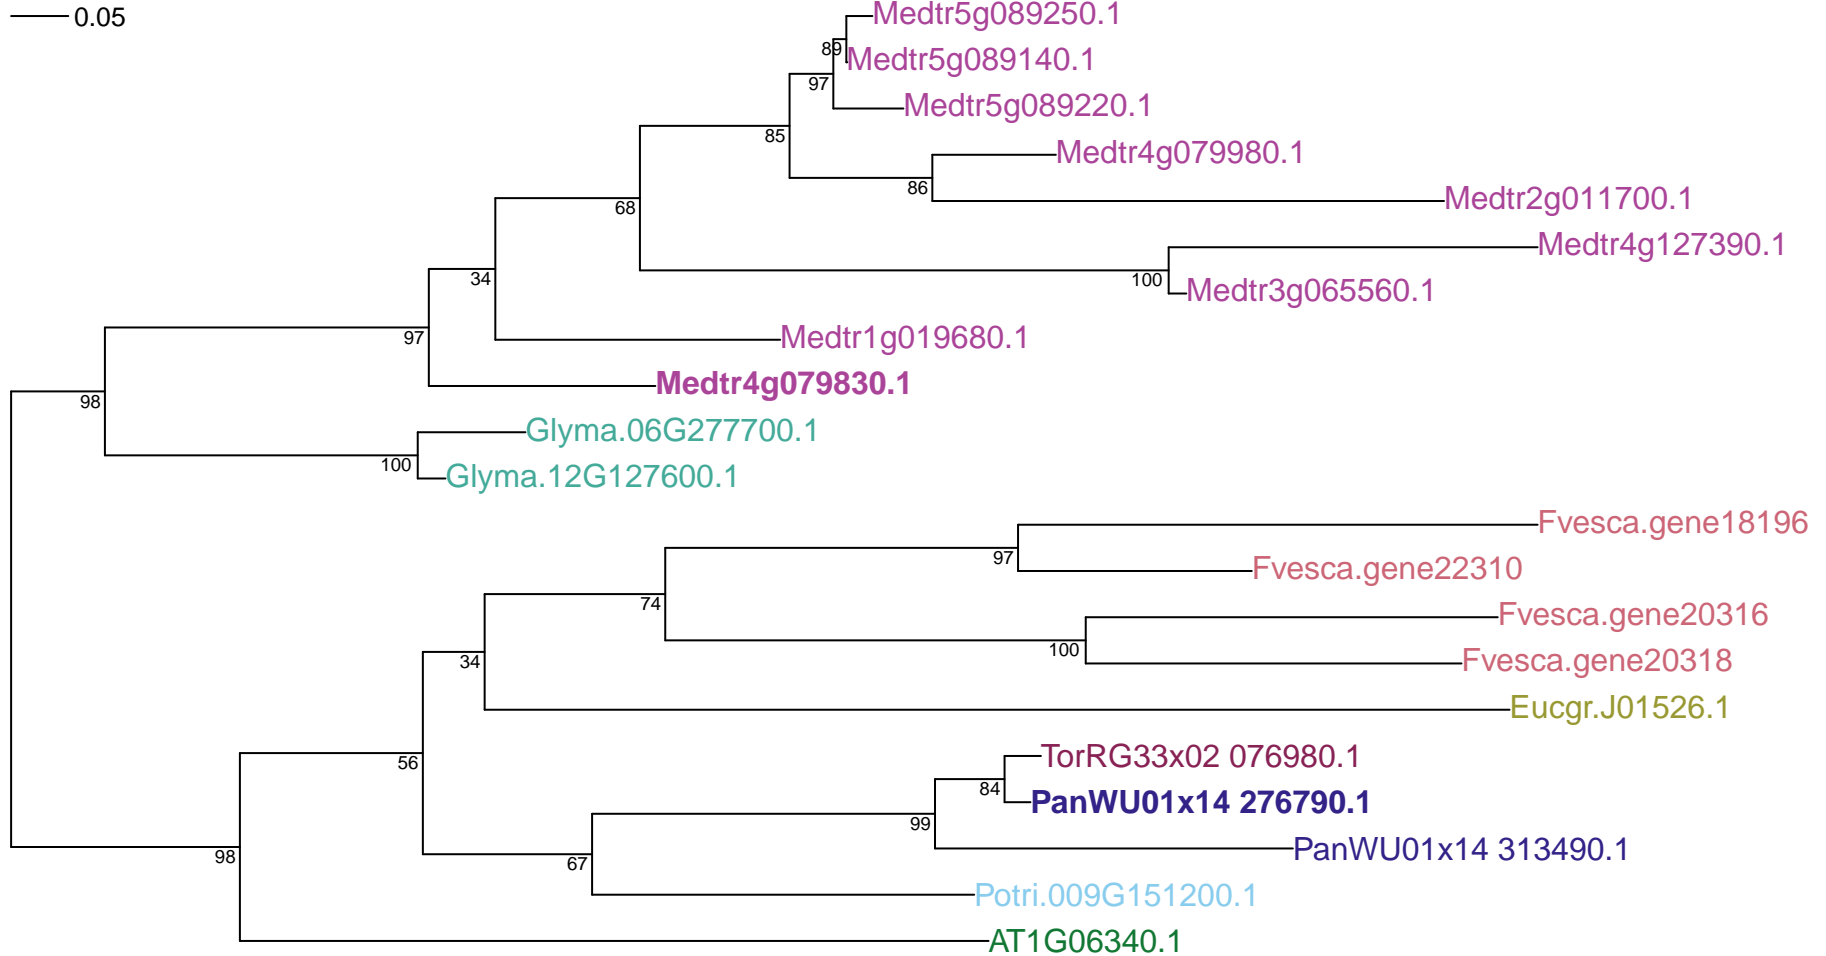 0.05
Medtr5g089250.1
89
Medtr5g089140.1
97
Medtr5g089220.1
85
Medtr4g079980.1
86
Medtr2g011700.1
68
Medtr4g127390.1
100
Medtr3g065560.1
34
Medtr1g019680.1
97
Medtr4g079830.1
98
Glyma.06G277700.1
100
Glyma.12G127600.1
Fvesca.gene18196
97
Fvesca.gene22310
74
Fvesca.gene20316
100
Fvesca.gene20318
34
Eucgr.J01526.1
56
TorRG33x02 076980.1
84
PanWU01x14 276790.1
99
PanWU01x14 313490.1
67
Potri.009G151200.1
98
AT1G06340.1